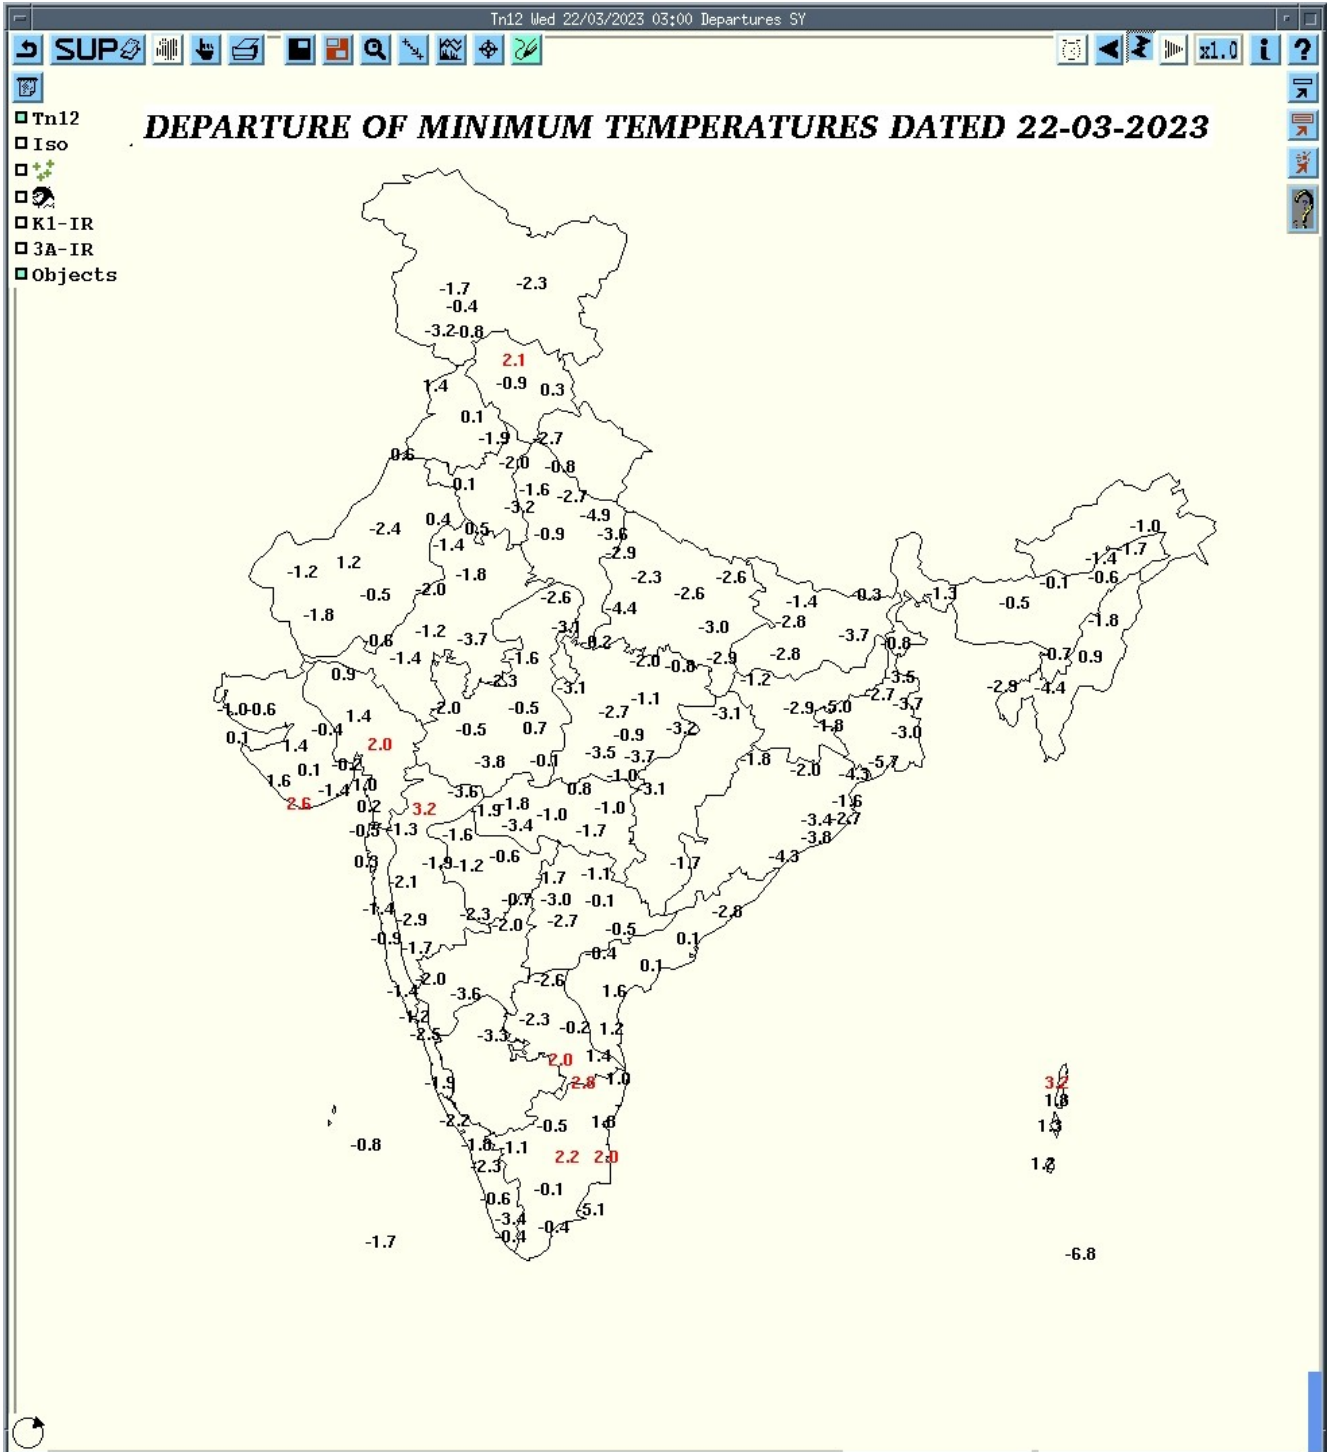 Tn12 Wed 22/03/2023 03:00 Departures SY
SUP x1.0 i ?
Tn12
Iso
K1-IR
3A-IR
Objects
DEPARTURE OF MINIMUM TEMPERATURES DATED 22-03-2023
-1.7 -2.3
-0.4
-3.2 -0.8
2.1
1.4 -0.9 0.3
0.1
-1.9 -2.7
0.6 -2.0 -0.8
0.1 -1.6 -2.7
-3.2 -4.9
-2.4 0.4 0.5 -0.9 -3.6 -1.0
-1.4 -2.9 -1.4 -1.7
-1.2 1.2 -1.8 -2.3 -2.6 -0.1 -0.6
-0.5 -2.0 -2.6 -2.6 -1.4 -0.3 -1.3 -0.5
-1.8 -4.4 -2.8 -1.8
-0.6 -1.2 -3.7 -3.1 -0.2 -3.0 -3.7 -0.8
-1.4 -1.6 -2.0 -0.8 -2.9 -2.8 -0.7 0.9
0.9 -2.3 -3.1 -1.2 -3.5 -2.9 -4.4
-1.0 -0.6 1.4 -2.0 -0.5 -2.7 -1.1 -3.1 -2.9 -5.0 -2.7 -3.7
0.1 -0.4 -0.5 0.7 -0.9 -3.2 -1.8 -3.0
1.4 2.0 -3.5 -3.7
0.1 -0.2 -3.8 -0.1 -1.0 -1.8 -2.0 -4.3 -5.7
1.6 -1.4 1.0 -3.6 0.8 -3.1
2.6 0.2 3.2 -1.9 -1.8 -1.0 -1.0 -1.6
-0.5 -1.3 -1.6 -3.4 -1.7 -3.4 -2.7
-3.8
0.3 -1.9 -1.2 -0.6 -1.7 -4.3
-2.1 -1.7 -1.1
-1.4 -2.9 -2.3 -0.7 -3.0 -0.1 -2.8
-2.0 -2.7 -0.5
-0.9 -1.7 -0.4 0.1
0.1
-2.0 -2.6
-1.4 -3.6 1.6
-1.2 -2.3 -0.2 1.2
-2.5 -3.3
2.0 1.4
-1.9 2.8 1.0 3.2
1.8
-2.2 -0.5 1.8 1.3
-0.8 -1.8 -1.1
-2.3 2.2 2.0 1.2
-0.6 -0.1
-3.4 -5.1
-0.4 -0.4
-1.7 -6.8